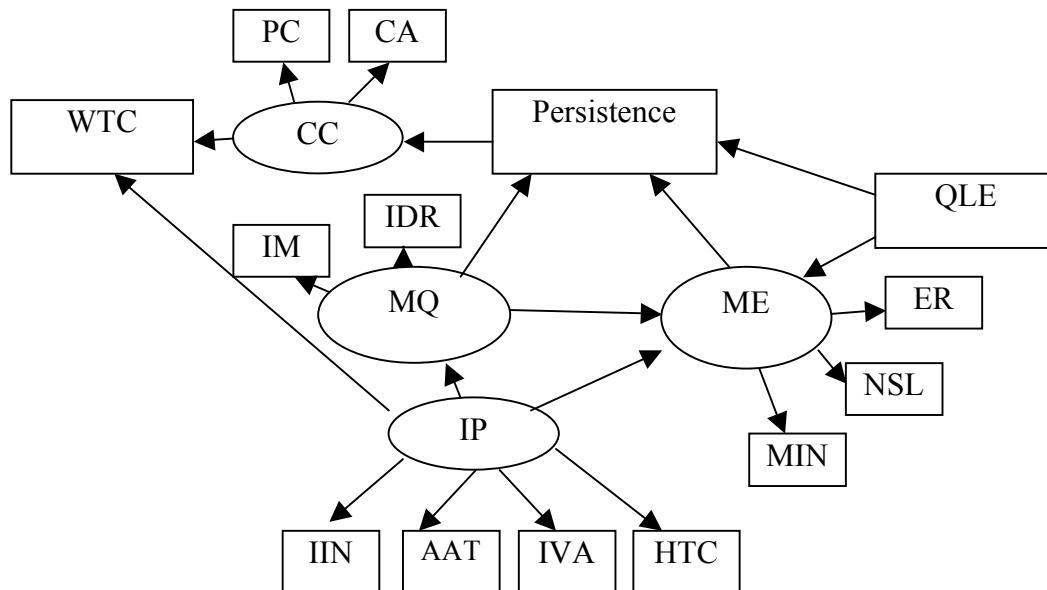 PC
CA
WTC
CC
Persistence
QLE
IDR
IM
MQ
ME
ER
NSL
IP
MIN
IIN
AAT
IVA
HTC